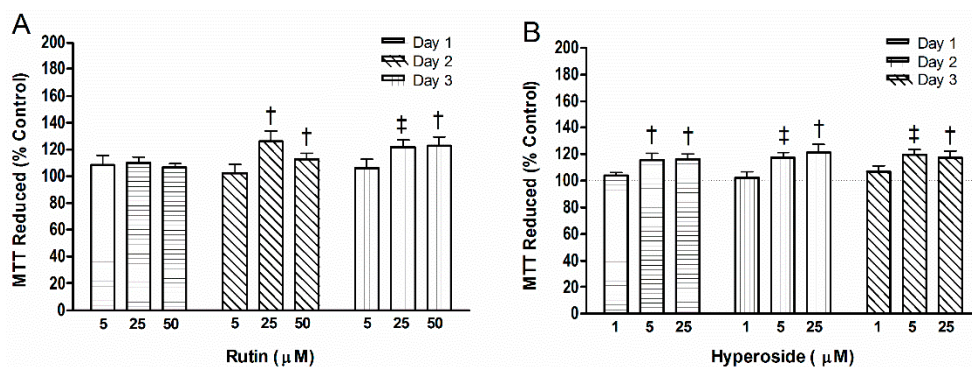 A
Day 1
Day 2
Day 3
MTT Reduced (% Control)
200
180
160
140
120
100
80
60
40
20
0
† † ‡ †
5 25 50 5 25 50 5 25 50
Rutin (μM)
B
Day 1
Day 2
Day 3
MTT Reduced (% Control)
200
180
160
140
120
100
80
60
40
20
0
† † ‡ † ‡ †
1 5 25 1 5 25 1 5 25
Hyperoside (μM)